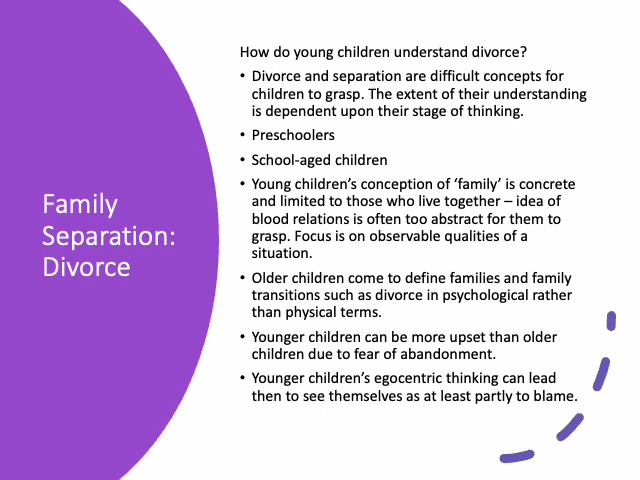 Family
Separation:
Divorce
How do young children understand divorce?
• Divorce and separation are difficult concepts for
children to grasp. The extent of their understanding
is dependent upon their stage of thinking.
• Preschoolers
• School-aged children
• Young children’s conception of ‘family’ is concrete
and limited to those who live together – idea of
blood relations is often too abstract for them to
grasp. Focus is on observable qualities of a
situation.
• Older children come to define families and family
transitions such as divorce in psychological rather
than physical terms.
• Younger children can be more upset than older
children due to fear of abandonment.
• Younger children’s egocentric thinking can lead
then to see themselves as at least partly to blame.